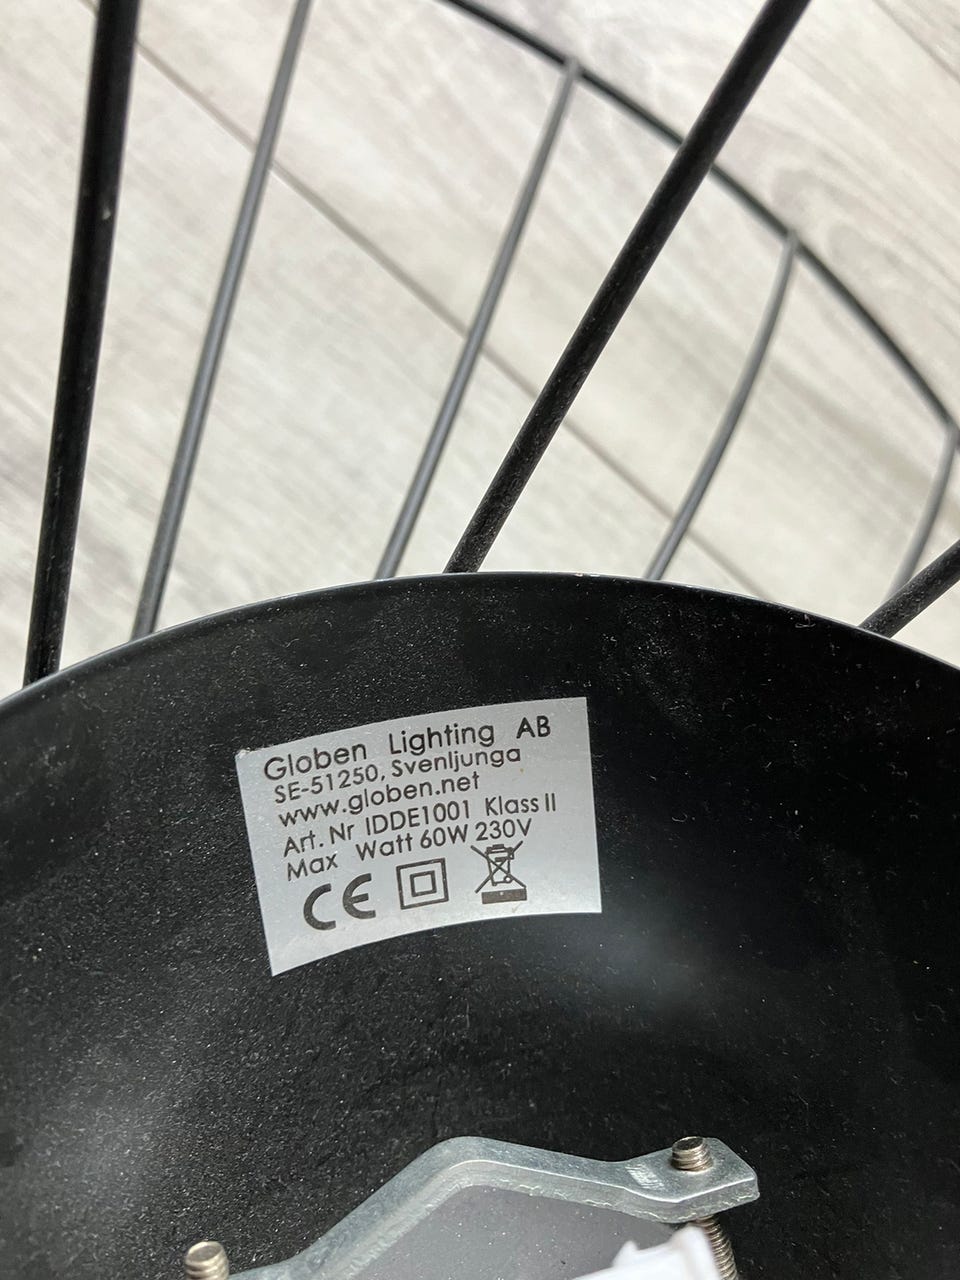 Globen Lighting AB
SE-51250, Svenljunga
www.globen.net
Art. Nr IDDE1001 Klass II
Max Watt 60W 230V
CE